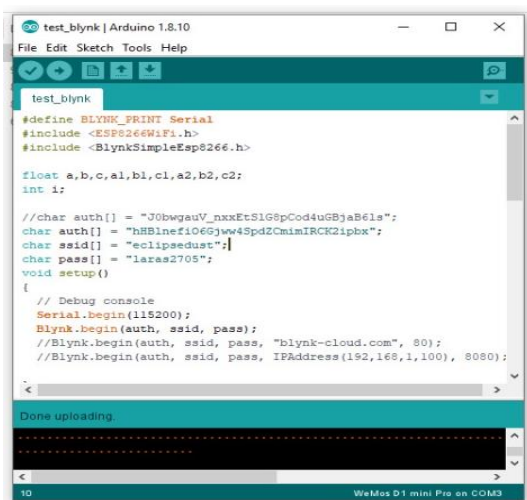 test_blynk | Arduino 1.8.10
File Edit Sketch Tools Help
test_blynk
#define BLYNK_PRINT Serial
#include <ESP8266WiFi.h>
#include <BlynkSimpleEsp8266.h>
float a,b,c,a1,b1,c1,a2,b2,c2;
int i;
//char auth[] = "J0bwgauV_nxxEtSlG8pCod4uGBjaB6ls";
char auth[] = "hHBlnefiO6Gjww4SpdZCmimIRCK2ipbx";
char ssid[] = "eclipsedust";
char pass[] = "laras2705";
void setup()
{
// Debug console
Serial.begin(115200);
Blynk.begin(auth, ssid, pass);
//Blynk.begin(auth, ssid, pass, "blynk-cloud.com", 80);
//Blynk.begin(auth, ssid, pass, IPAddress(192,168,1,100), 8080);
Done uploading.
10
WeMos D1 mini Pro en COM3